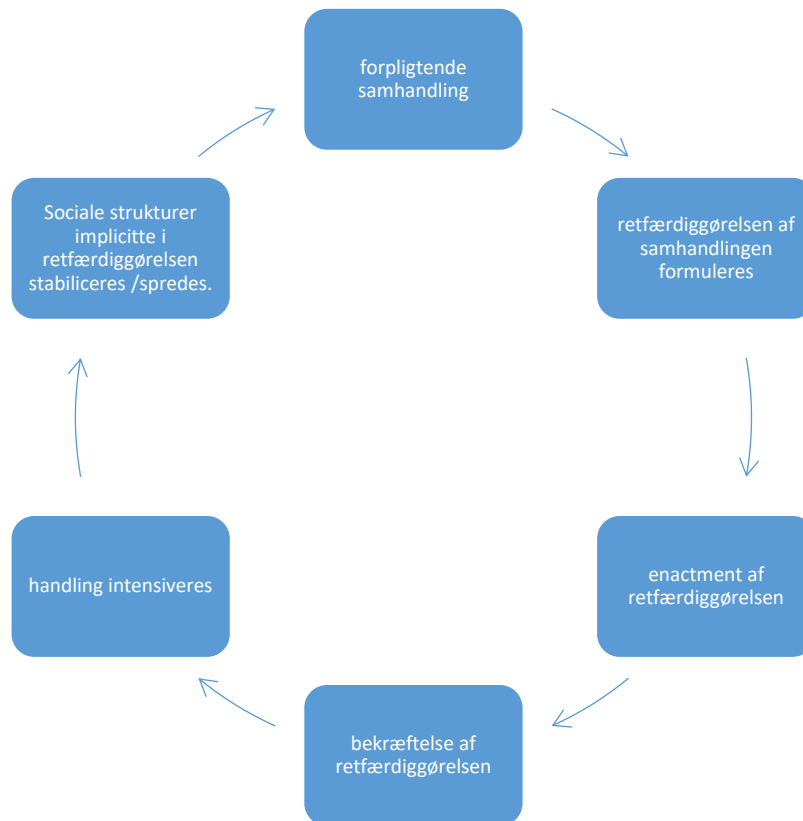 forpligtende
samhandling
retfærdiggørelsen af
samhandlingen
formuleres
enactment af
retfærdiggørelsen
bekræftelse af
retfærdiggørelsen
handling intensiveres
Sociale strukturer
implicitte i
retfærdiggørelsen
stabiliceres /spredes.